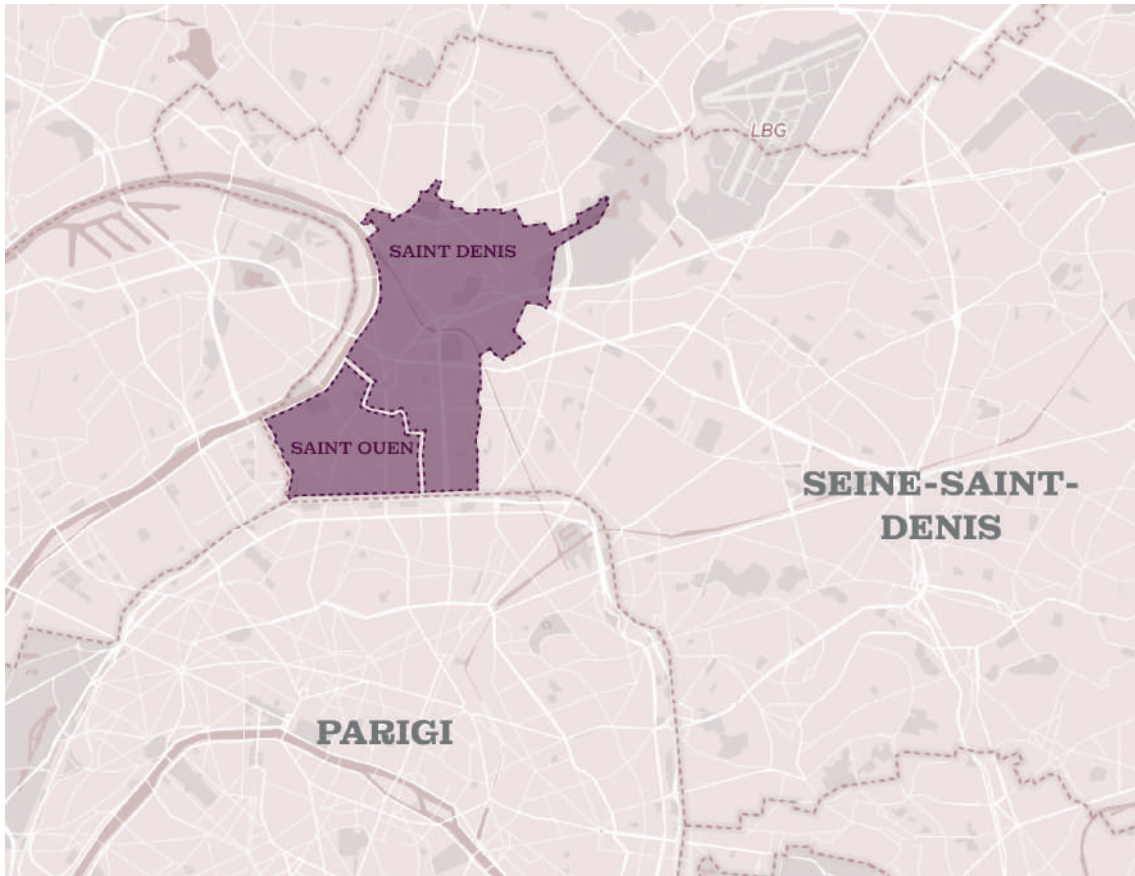 LBG
SAINT DENIS
SAINT OUEN
SEINE-SAINT-
DENIS
PARIGI